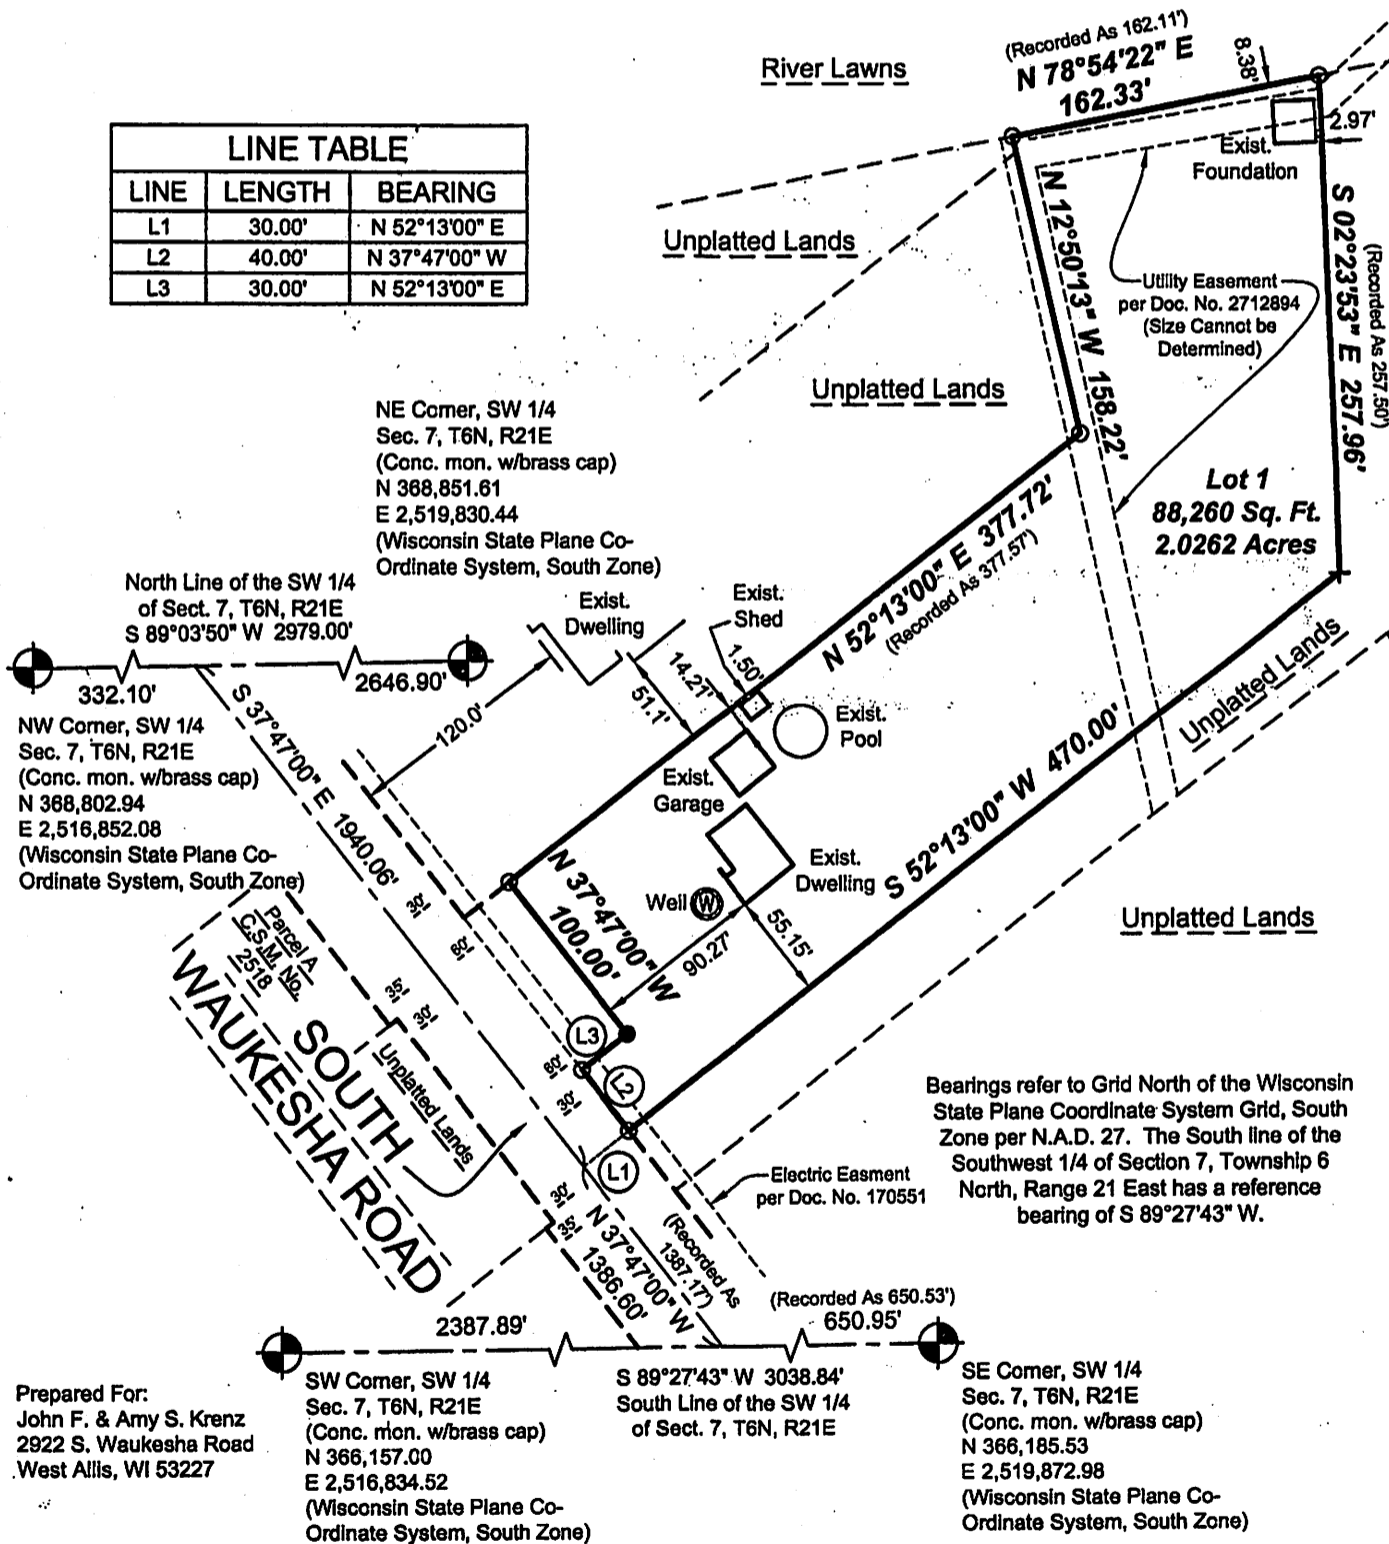 River Lawns
(Recorded As 162.11')
N 78°54'22" E
162.33'
8.38'
2.97'
Exist.
Foundation
LINE TABLE
LINE LENGTH BEARING
L1 30.00' N 52°13'00" E
L2 40.00' N 37°47'00" W
L3 30.00' N 52°13'00" E
Unplatted Lands
N 12°50'13" W 158.22'
S 02°23'53" E 257.96'
(Recorded As 257.50')
Utility Easement
per Doc. No. 2712894
(Size Cannot be
Determined)
Unplatted Lands
Lot 1
88,260 Sq. Ft.
2.0262 Acres
NE Corner, SW 1/4
Sec. 7, T6N, R21E
(Conc. mon. w/brass cap)
N 368,851.61
E 2,519,830.44
(Wisconsin State Plane Co-
Ordinate System, South Zone)
N 52°13'00" E 377.72'
(Recorded As 377.57')
North Line of the SW 1/4
of Sect. 7, T6N, R21E
S 89°03'50" W 2979.00'
332.10'
2646.90'
Exist.
Dwelling
Exist.
Shed
1.50'
14.21'
51.1'
120.0'
Exist.
Pool
Exist.
Garage
Unplatted Lands
NW Corner, SW 1/4
Sec. 7, T6N, R21E
(Conc. mon. w/brass cap)
N 368,802.94
E 2,516,852.08
(Wisconsin State Plane Co-
Ordinate System, South Zone)
S 37°47'00" E 1940.06'
S 52°13'00" W 470.00'
Exist.
Dwelling
Well
W
55.15'
90.27'
N 37°47'00" W
100.00'
Unplatted Lands
30'
60'
35'
30'
Parcel A
C.S.M. No.
2518
SOUTH
WAUKESHA ROAD
Unplatted Lands
L3
L2
L1
60'
30'
30'
35'
Bearings refer to Grid North of the Wisconsin
State Plane Coordinate System Grid, South
Zone per N.A.D. 27. The South line of the
Southwest 1/4 of Section 7, Township 6
North, Range 21 East has a reference
bearing of S 89°27'43" W.
Electric Easment
per Doc. No. 170551
N 37°47'00" W
1386.60'
(Recorded As
1387.17')
(Recorded As 650.53')
650.95'
2387.89'
S 89°27'43" W 3038.84'
South Line of the SW 1/4
of Sect. 7, T6N, R21E
SW Corner, SW 1/4
Sec. 7, T6N, R21E
(Conc. mon. w/brass cap)
N 366,157.00
E 2,516,834.52
(Wisconsin State Plane Co-
Ordinate System, South Zone)
SE Corner, SW 1/4
Sec. 7, T6N, R21E
(Conc. mon. w/brass cap)
N 366,185.53
E 2,519,872.98
(Wisconsin State Plane Co-
Ordinate System, South Zone)
Prepared For:
John F. & Amy S. Krenz
2922 S. Waukesha Road
West Allis, WI 53227